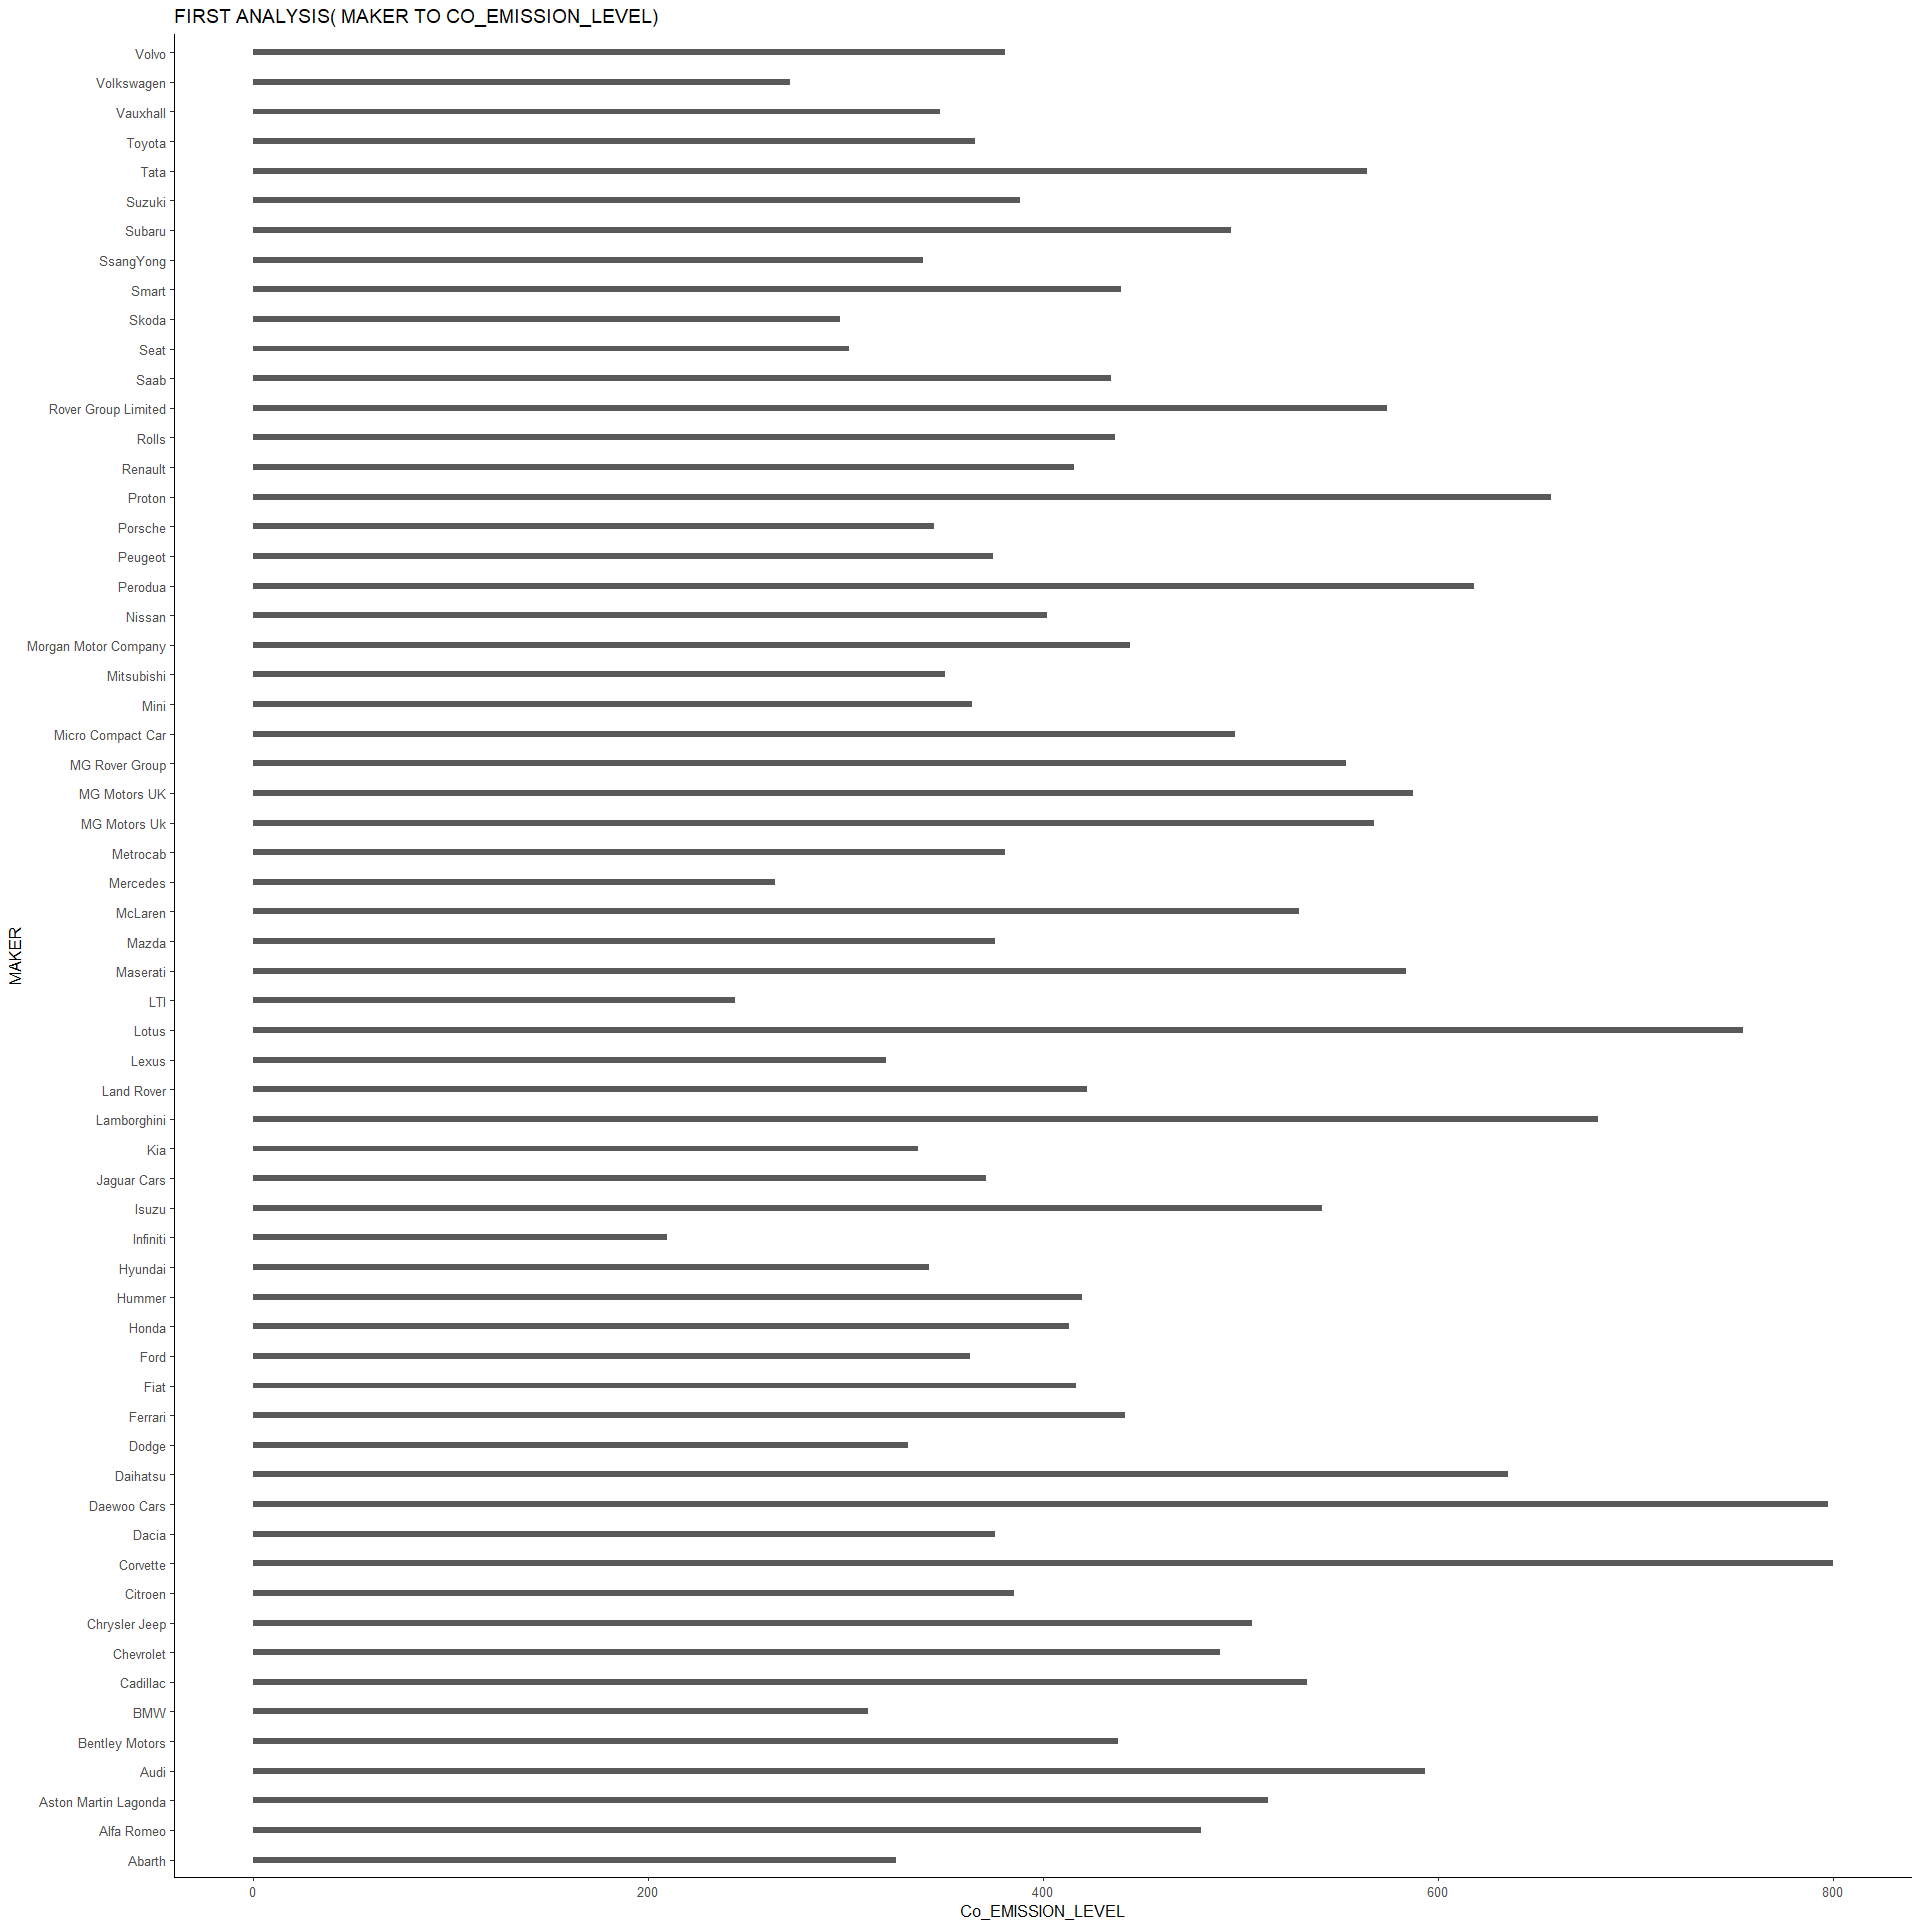 FIRST ANALYSIS( MAKER TO CO_EMISSION_LEVEL)
Volvo
Volkswagen
Vauxhall
Toyota
Tata
Suzuki
Subaru
SsangYong
Smart
Skoda
Seat
Saab
Rover Group Limited
Rolls
Renault
Proton
Porsche
Peugeot
Perodua
Nissan
Morgan Motor Company
Mitsubishi
Mini
Micro Compact Car
MG Rover Group
MG Motors UK
MG Motors Uk
Metrocab
Mercedes
McLaren
Mazda
Maserati
LTI
Lotus
Lexus
Land Rover
Lamborghini
Kia
Jaguar Cars
Isuzu
Infiniti
Hyundai
Hummer
Honda
Ford
Fiat
Ferrari
Dodge
Daihatsu
Daewoo Cars
Dacia
Corvette
Citroen
Chrysler Jeep
Chevrolet
Cadillac
BMW
Bentley Motors
Audi
Aston Martin Lagonda
Alfa Romeo
Abarth
MAKER
0 200 400 600 800
Co_EMISSION_LEVEL